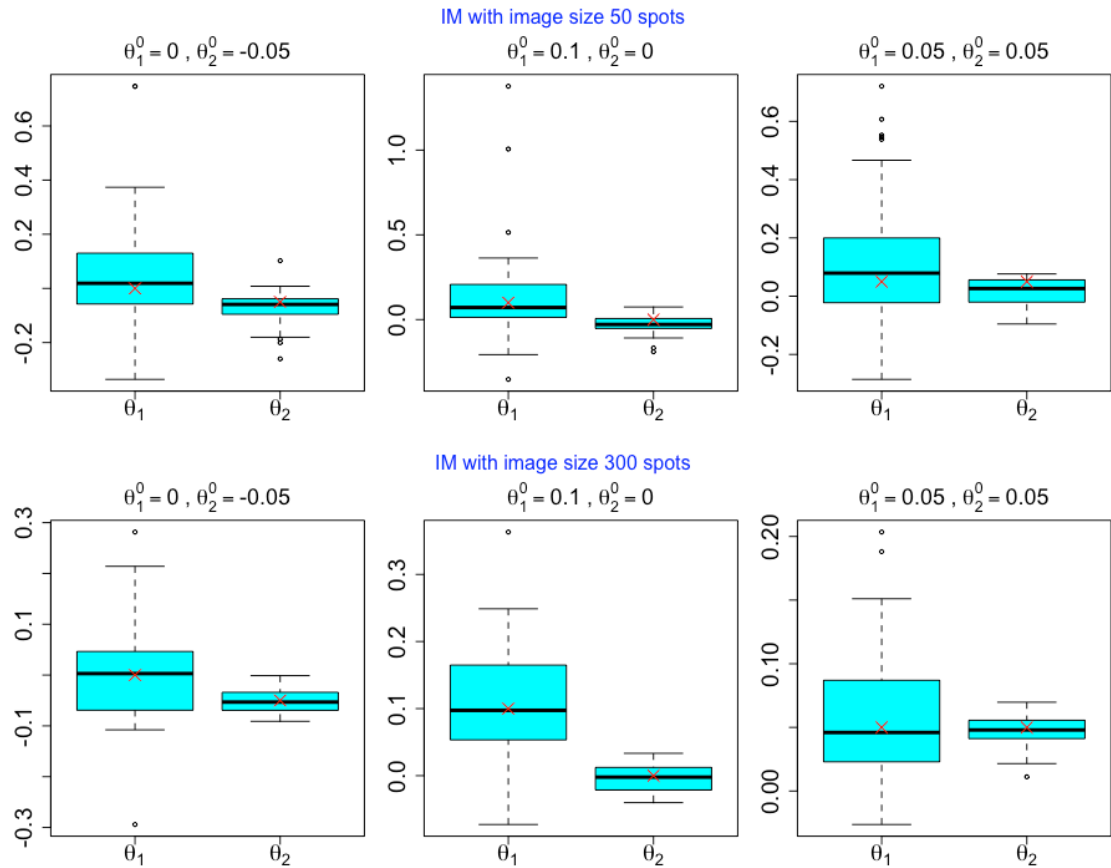 IM with image size 50 spots
θ₁⁰ = 0 , θ₂⁰ = -0.05
θ₁⁰ = 0.1 , θ₂⁰ = 0
θ₁⁰ = 0.05 , θ₂⁰ = 0.05
0.6
0.2
-0.2
θ₁ θ₂
1.0
0.5
0.0
θ₁ θ₂
0.6
0.4
0.2
0.0
-0.2
θ₁ θ₂
IM with image size 300 spots
θ₁⁰ = 0 , θ₂⁰ = -0.05
θ₁⁰ = 0.1 , θ₂⁰ = 0
θ₁⁰ = 0.05 , θ₂⁰ = 0.05
0.3
0.1
-0.1
-0.3
θ₁ θ₂
0.3
0.2
0.1
0.0
θ₁ θ₂
0.20
0.10
0.00
θ₁ θ₂